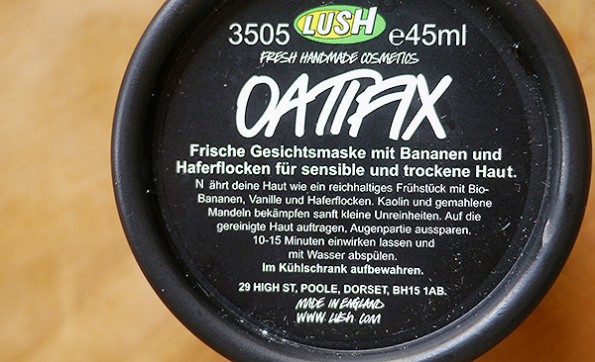 3505 LUSH e45ml
FRESH HANDMADE COSMETICS
OATIFIX
Frische Gesichtsmaske mit Bananen und
Haferflocken für sensible und trockene Haut.
N ährt deine Haut wie ein reichhaltiges Frühstück mit Bio-
Bananen, Vanille und Haferflocken. Kaolin und gemahlene
Mandeln bekämpfen sanft kleine Unreinheiten. Auf die
gereinigte Haut auftragen, Augenpartie aussparen.
10-15 Minuten einwirken lassen und
mit Wasser abspülen.
Im Kühlschrank aufbewahren.
29 HIGH ST, POOLE, DORSET, BH15 1AB.
MADE IN ENGLAND
WWW.LUSH.COM